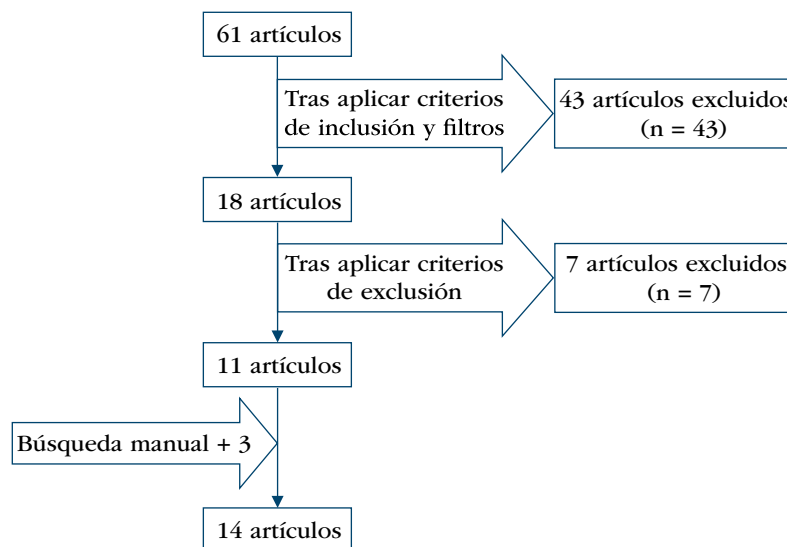 61 artículos
Tras aplicar criterios
de inclusión y filtros
43 artículos excluidos
(n = 43)
18 artículos
Tras aplicar criterios
de exclusión
7 artículos excluidos
(n = 7)
11 artículos
Búsqueda manual + 3
14 artículos